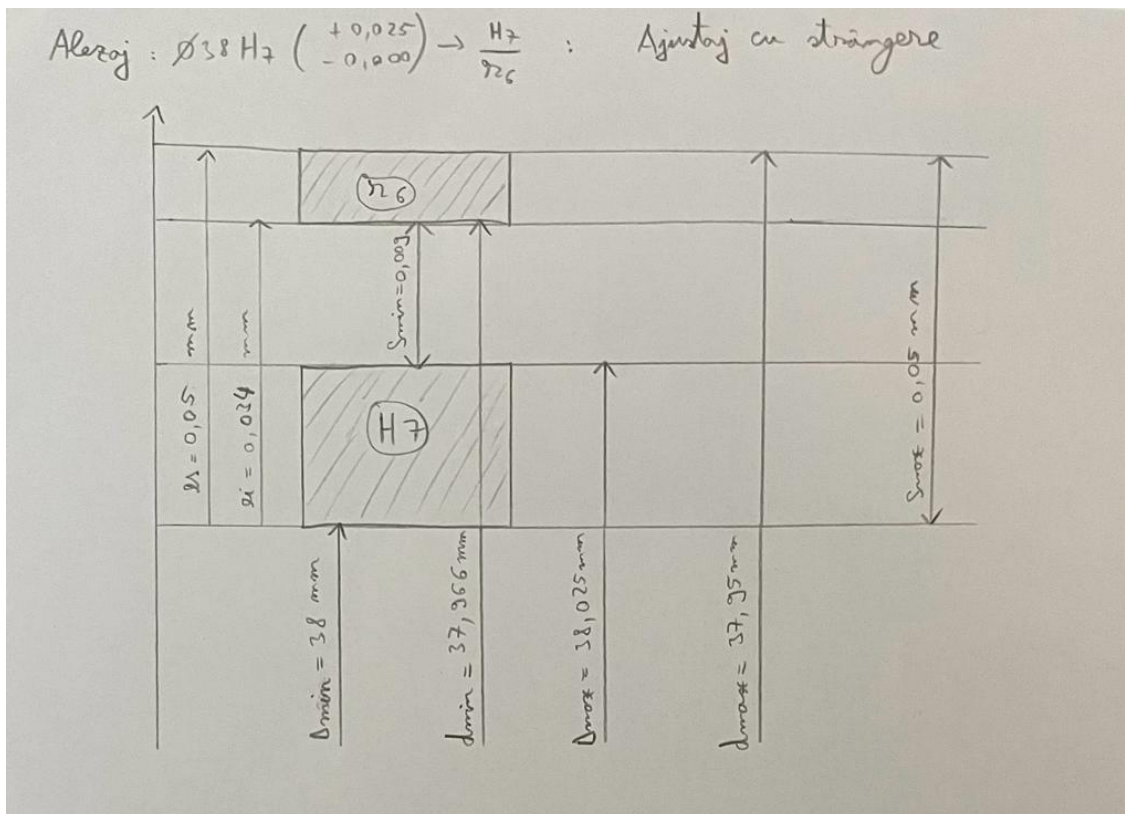 Alezaj : Ø38 H7 ( +0,025 -0,000 ) → H7/r6 : Ajustaj cu strângere
r6
es = 0,05 mm
ei = 0,034 mm
Smin=0,009
Smax = 0,05 mm
H7
Dmin = 38 mm
dmin = 37,966 mm
Dmax = 38,025 mm
dmax = 37,95 mm